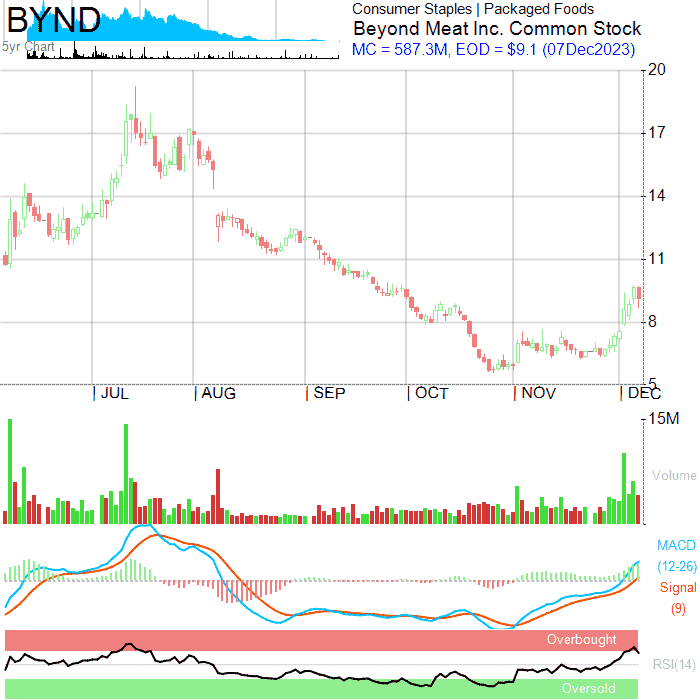 BYND
5yr Chart
Consumer Staples | Packaged Foods
Beyond Meat Inc. Common Stock
MC = 587.3M, EOD = $9.1 (07Dec2023)
20
17
14
11
8
5
JUL AUG SEP OCT NOV DEC
15M
Volume
MACD
(12-26)
Signal
(9)
Overbought
RSI(14)
Oversold